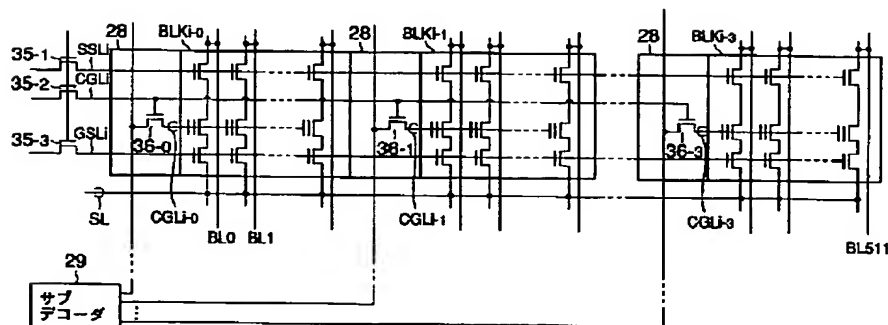 28
BLKi-0
28
BLKi-1
28
BLKi-3
35-1
SSLi
35-2
CGLi
35-3
GSLi
36-0
36-1
36-3
CGLi-0
CGLi-1
CGLi-3
SL
BL0
BL1
BL511
29
サブ
デコーダ